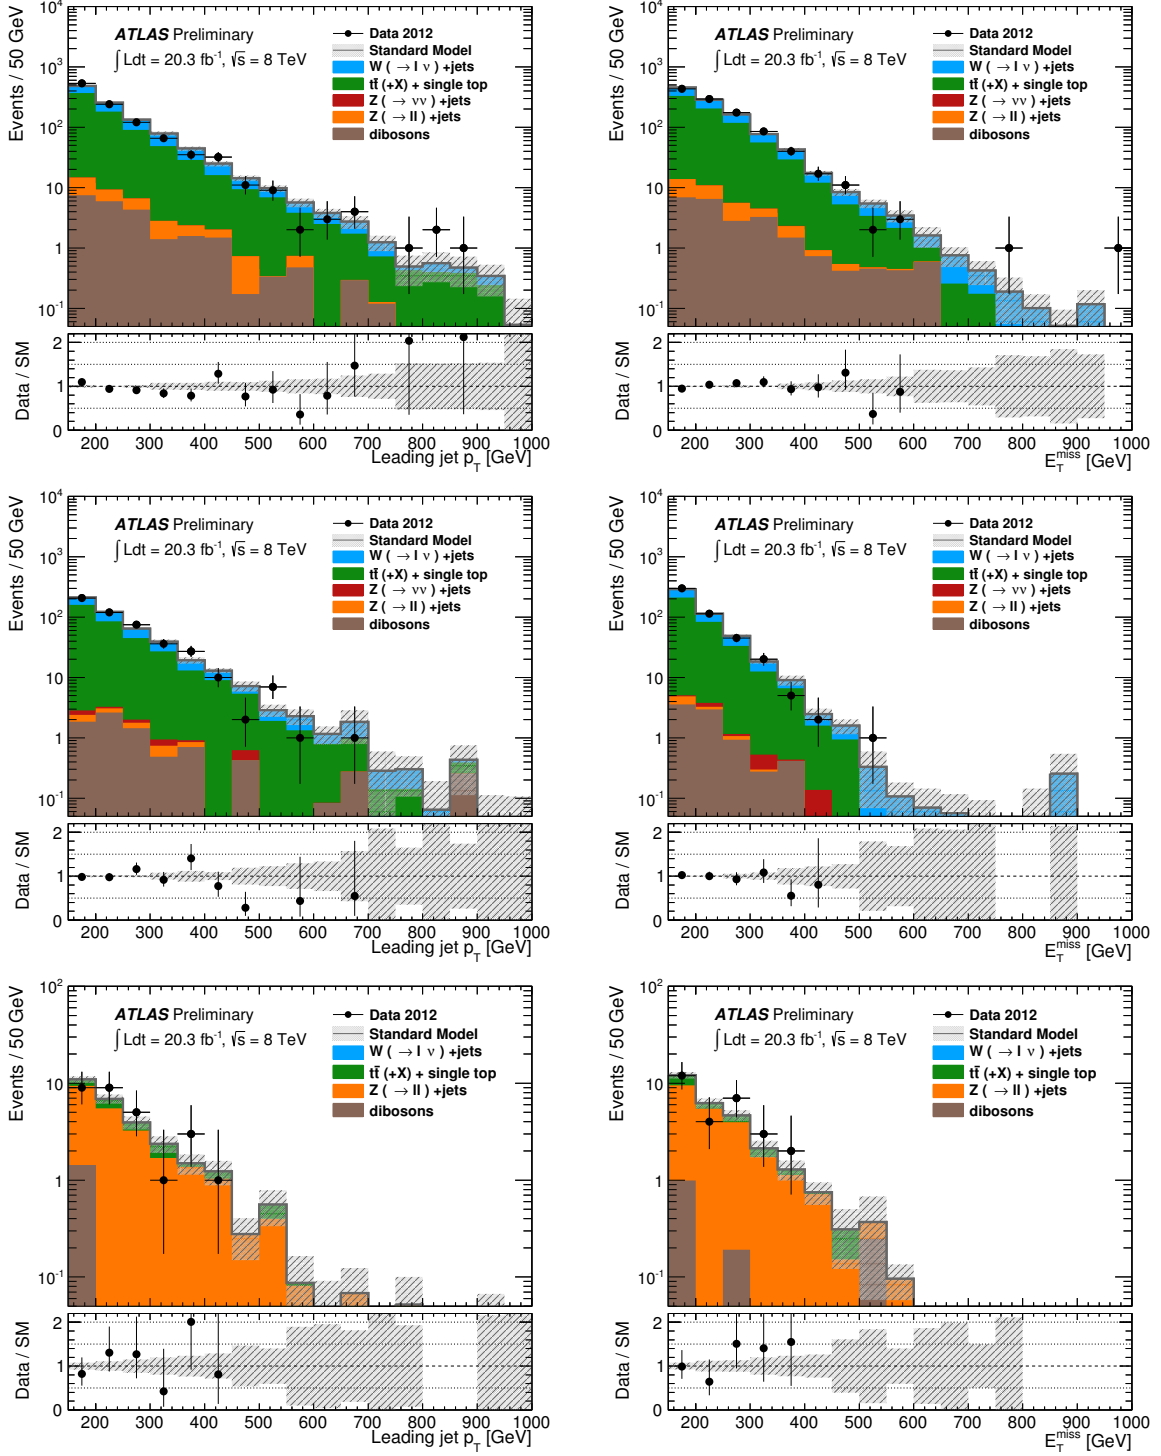 Events / 50 GeV
10⁴
10³
10²
10
1
10⁻¹
ATLAS Preliminary
∫ Ldt = 20.3 fb⁻¹, √s = 8 TeV
Data 2012
Standard Model
W ( → l ν ) +jets
tt̄ (+X) + single top
Z ( → νν ) +jets
Z ( → ll ) +jets
dibosons
Data / SM
2
1
0
200 300 400 500 600 700 800 900 1000
Leading jet p_T [GeV]
Events / 50 GeV
10⁴
10³
10²
10
1
10⁻¹
ATLAS Preliminary
∫ Ldt = 20.3 fb⁻¹, √s = 8 TeV
Data 2012
Standard Model
W ( → l ν ) +jets
tt̄ (+X) + single top
Z ( → νν ) +jets
Z ( → ll ) +jets
dibosons
Data / SM
2
1
0
200 300 400 500 600 700 800 900 1000
E_T^miss [GeV]
Events / 50 GeV
10⁴
10³
10²
10
1
10⁻¹
ATLAS Preliminary
∫ Ldt = 20.3 fb⁻¹, √s = 8 TeV
Data 2012
Standard Model
W ( → l ν ) +jets
tt̄ (+X) + single top
Z ( → νν ) +jets
Z ( → ll ) +jets
dibosons
Data / SM
2
1
0
200 300 400 500 600 700 800 900 1000
Leading jet p_T [GeV]
Events / 50 GeV
10⁴
10³
10²
10
1
10⁻¹
ATLAS Preliminary
∫ Ldt = 20.3 fb⁻¹, √s = 8 TeV
Data 2012
Standard Model
W ( → l ν ) +jets
tt̄ (+X) + single top
Z ( → νν ) +jets
Z ( → ll ) +jets
dibosons
Data / SM
2
1
0
200 300 400 500 600 700 800 900 1000
E_T^miss [GeV]
Events / 50 GeV
10²
10
1
10⁻¹
ATLAS Preliminary
∫ Ldt = 20.3 fb⁻¹, √s = 8 TeV
Data 2012
Standard Model
W ( → l ν ) +jets
tt̄ (+X) + single top
Z ( → ll ) +jets
dibosons
Data / SM
2
1
0
200 300 400 500 600 700 800 900 1000
Leading jet p_T [GeV]
Events / 50 GeV
10²
10
1
10⁻¹
ATLAS Preliminary
∫ Ldt = 20.3 fb⁻¹, √s = 8 TeV
Data 2012
Standard Model
W ( → l ν ) +jets
tt̄ (+X) + single top
Z ( → ll ) +jets
dibosons
Data / SM
2
1
0
200 300 400 500 600 700 800 900 1000
E_T^miss [GeV]